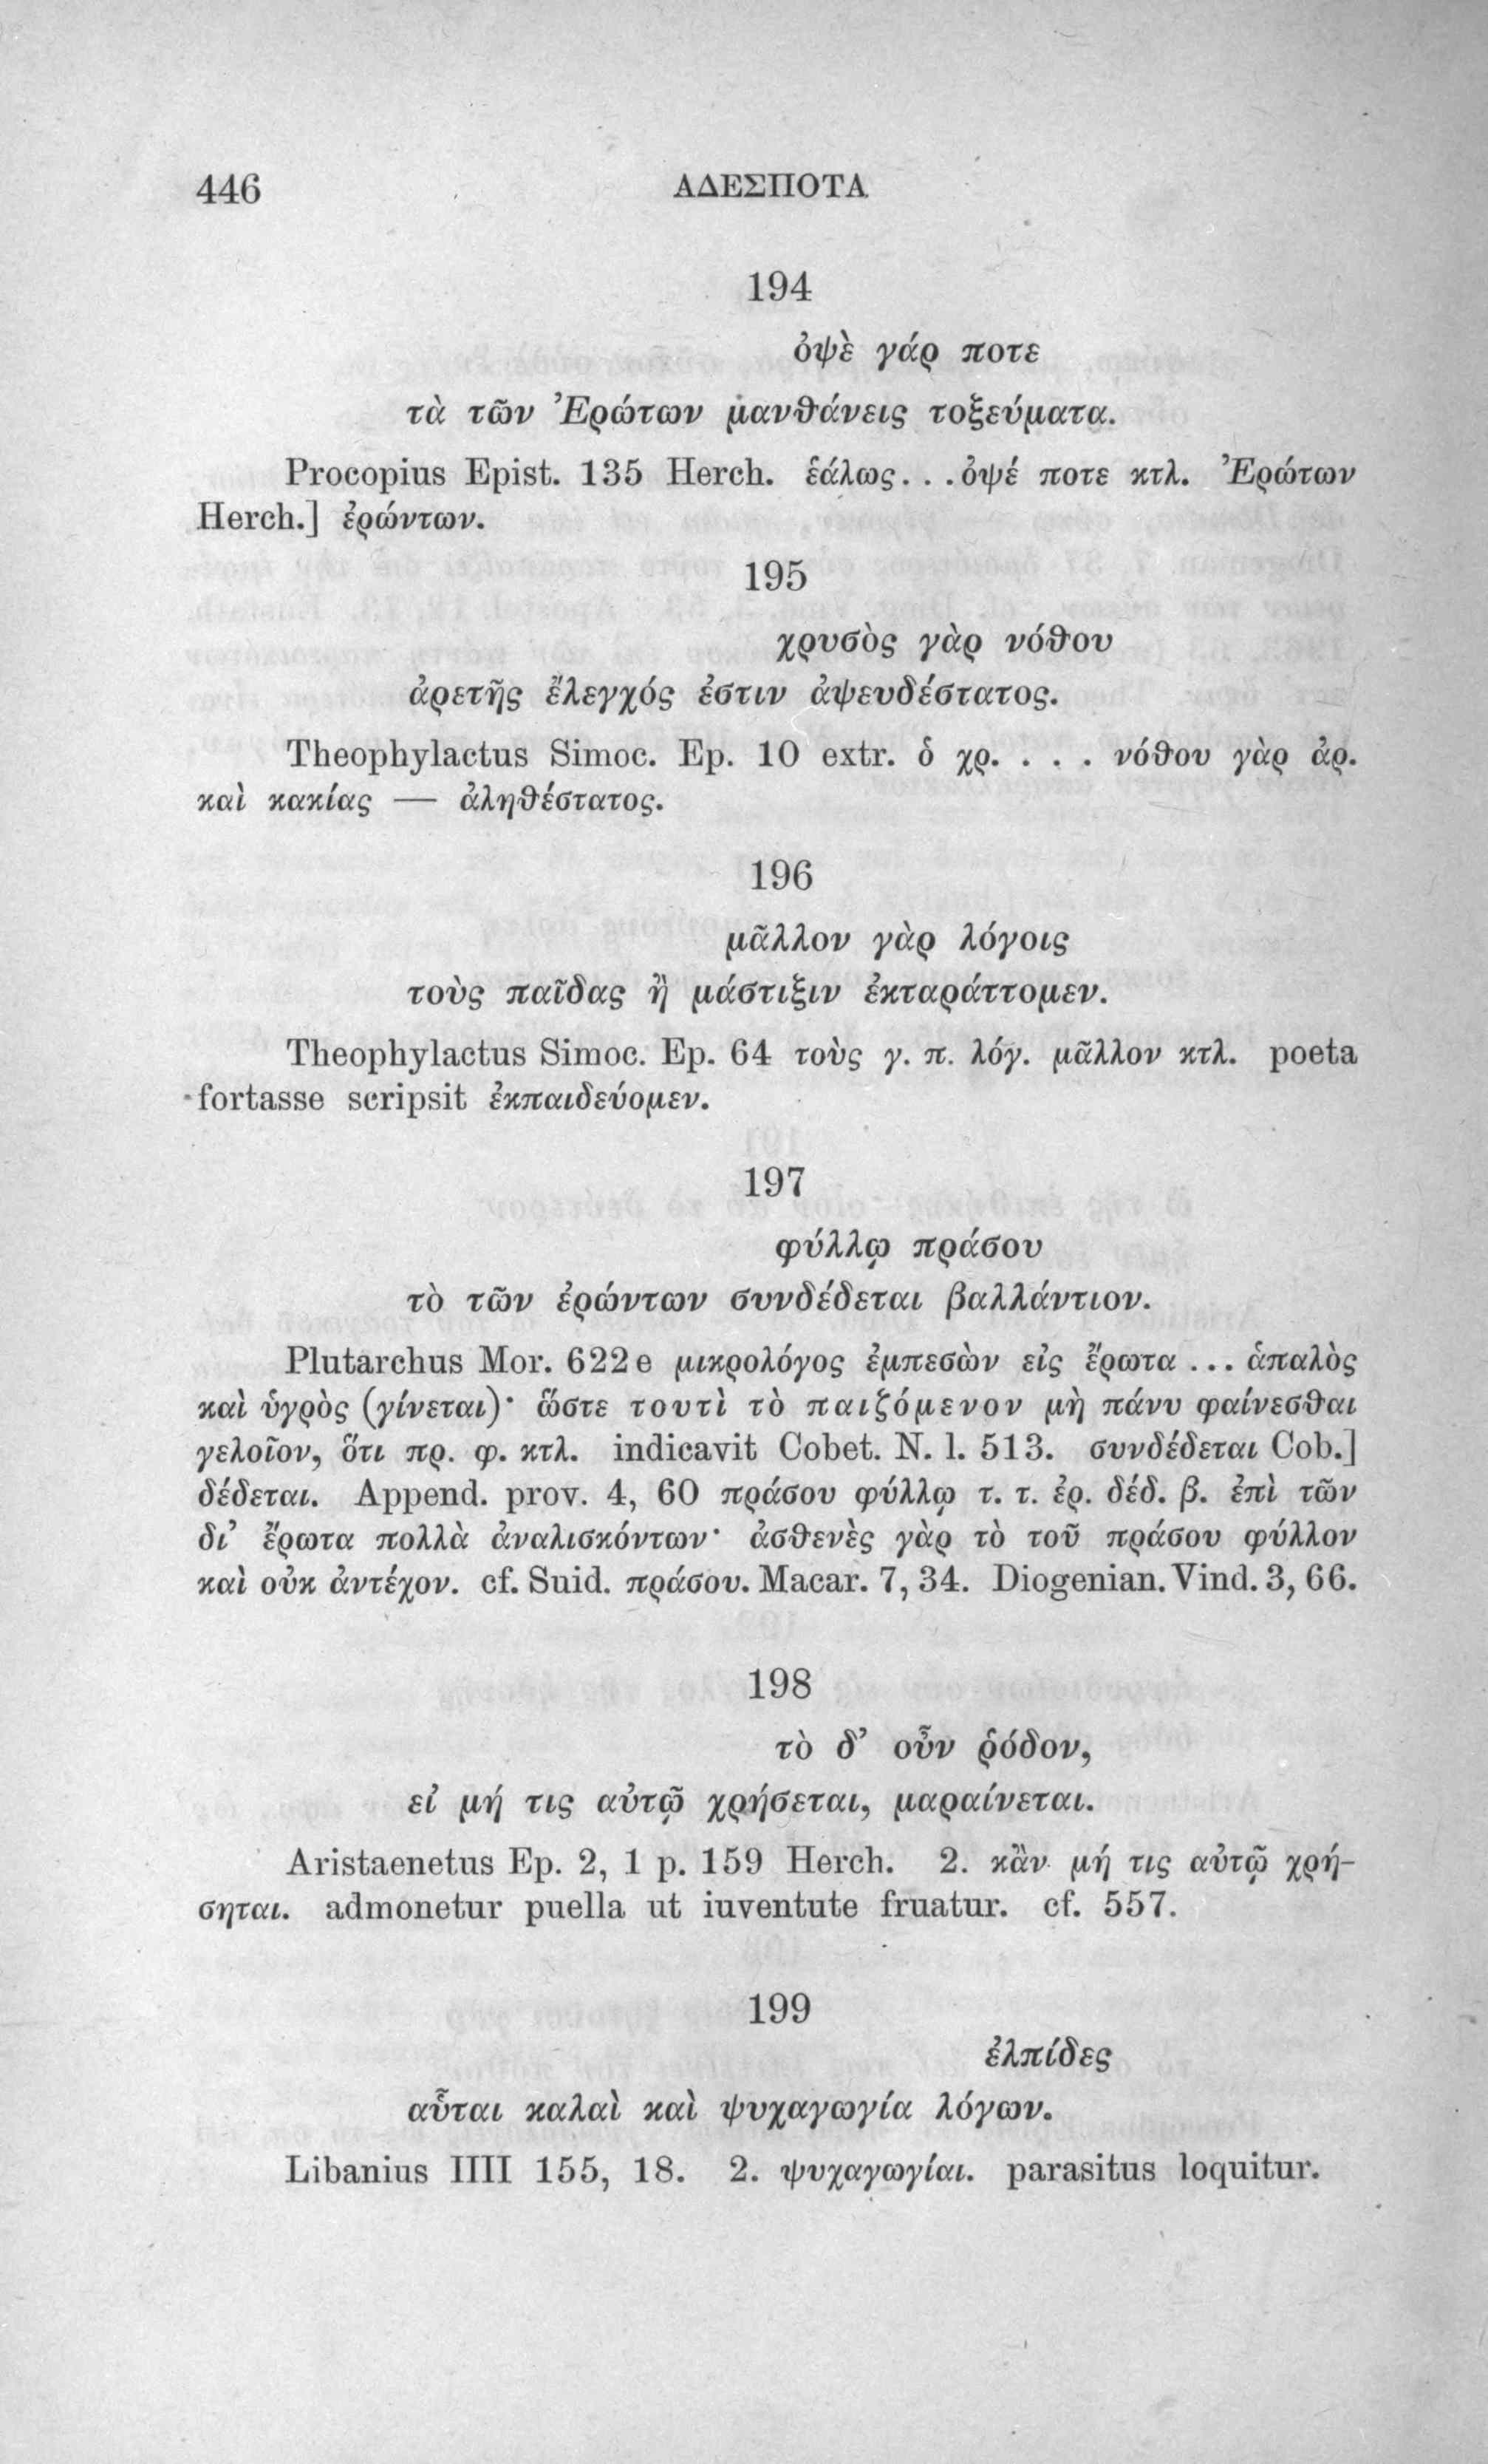 446
ΑΔΕΣΠΟΤΑ
194
ὀψὲ γάρ ποτε
τὰ τῶν Ἐρώτων μανθάνεις τοξεύματα.
Procopius Epist. 135 Herch. ἑάλως. . . ὀψέ ποτε κτλ. Ἐρώτων
Herch.] ἐρώντων.
195
χρυσὸς γὰρ νόθου
ἀρετῆς ἔλεγχός ἐστιν ἀψευδέστατος.
Theophylactus Simoc. Ep. 10 extr. ὁ χρ. . . . νόθου γὰρ ἀρ.
καὶ κακίας — ἀληθέστατος.
196
μᾶλλον γὰρ λόγοις
τοὺς παῖδας ἢ μάστιξιν ἐκταράττομεν.
Theophylactus Simoc. Ep. 64 τοὺς γ. π. λόγ. μᾶλλον κτλ. poeta
fortasse scripsit ἐκπαιδεύομεν.
197
φύλλῳ πράσου
τὸ τῶν ἐρώντων συνδέδεται βαλλάντιον.
Plutarchus Mor. 622 e μικρολόγος ἐμπεσὼν εἰς ἔρωτα ... ἁπαλὸς
καὶ ὑγρὸς (γίνεται)· ὥστε τουτὶ τὸ παιζόμενον μὴ πάνυ φαίνεσθαι
γελοῖον, ὅτι πρ. φ. κτλ. indicavit Cobet. N. l. 513. συνδέδεται Cob.]
δέδεται. Append. prov. 4, 60 πράσου φύλλῳ τ. τ. ἐρ. δέδ. β. ἐπὶ τῶν
δι’ ἔρωτα πολλὰ ἀναλισκόντων· ἀσθενὲς γὰρ τὸ τοῦ πράσου φύλλον
καὶ οὐκ ἀντέχον. cf. Suid. πράσου. Macar. 7, 34. Diogenian. Vind. 3, 66.
198
τὸ δ’ οὖν ῥόδον,
εἰ μή τις αὐτῷ χρήσεται, μαραίνεται.
Aristaenetus Ep. 2, 1 p. 159 Herch. 2. κἂν μή τις αὐτῷ χρή-
σηται. admonetur puella ut iuventute fruatur. cf. 557.
199
ἐλπίδες
αὗται καλαὶ καὶ ψυχαγωγία λόγων.
Libanius IIII 155, 18. 2. ψυχαγωγίαι. parasitus loquitur.